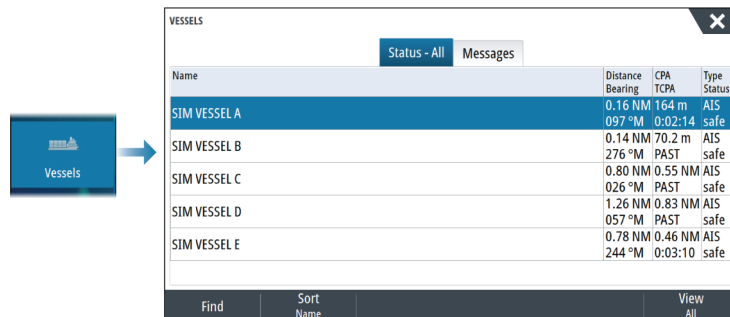 VESSELS
Status - All Messages
Name Distance CPA Type
Bearing TCPA Status
SIM VESSEL A 0.16 NM 164 m AIS
097 °M 0:02:14 safe
SIM VESSEL B 0.14 NM 70.2 m AIS
276 °M PAST safe
Vessels
SIM VESSEL C 0.80 NM 0.55 NM AIS
026 °M PAST safe
SIM VESSEL D 1.26 NM 0.83 NM AIS
057 °M PAST safe
SIM VESSEL E 0.78 NM 0.46 NM AIS
244 °M 0:03:10 safe
Find Sort View
Name All